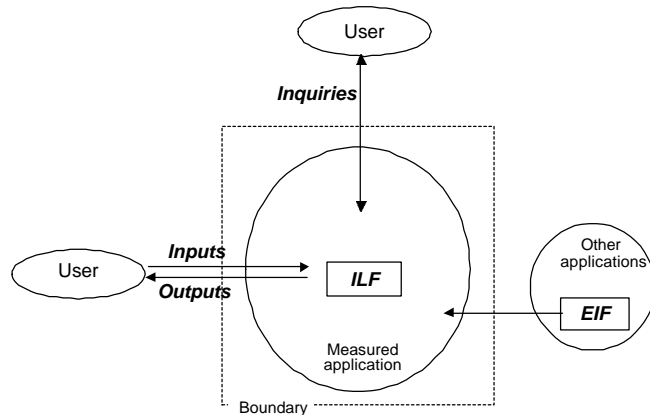 User
Inquiries
Inputs
User
Outputs
ILF
Other
applications
EIF
Measured
application
Boundary